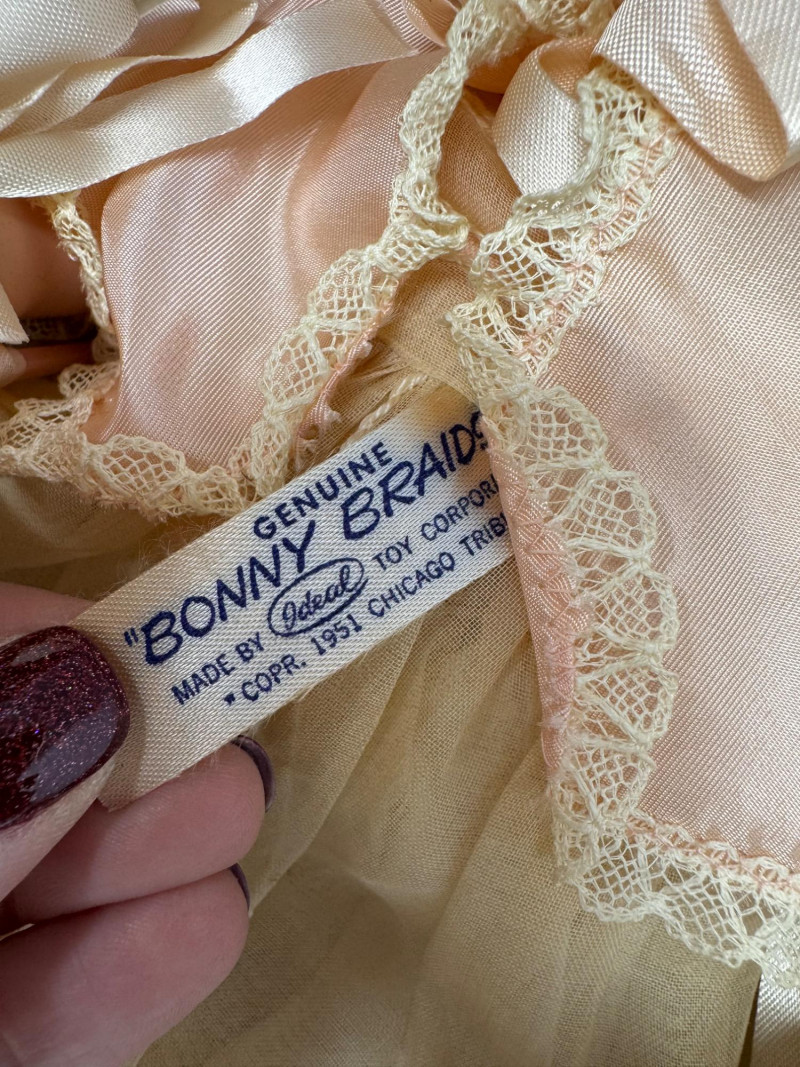 GENUINE
"BONNY BRAIDS
MADE BY Ideal TOY CORPOR
"COPR. 1951 CHICAGO TRIB